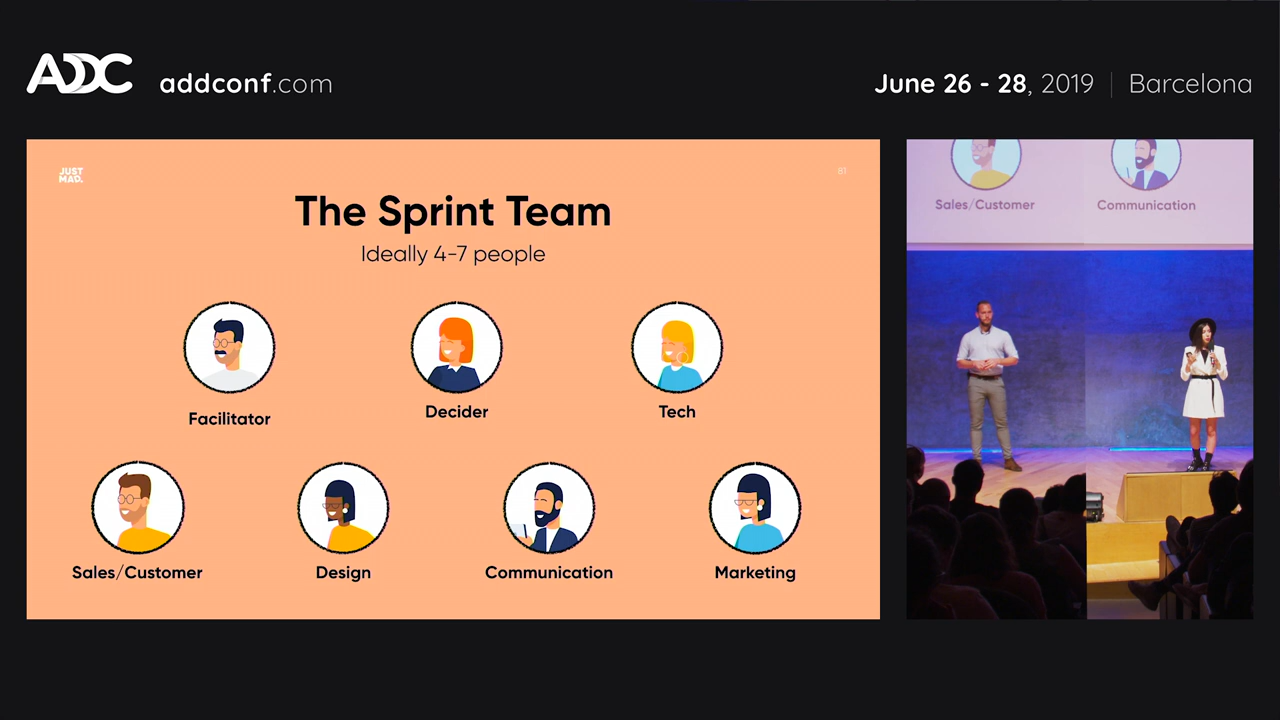 ADDC addconf.com
June 26 - 28, 2019 | Barcelona
JUST
MAD.
87
The Sprint Team
Ideally 4-7 people
Facilitator
Decider
Tech
Sales/Customer
Design
Communication
Marketing
Sales/Customer
Communication